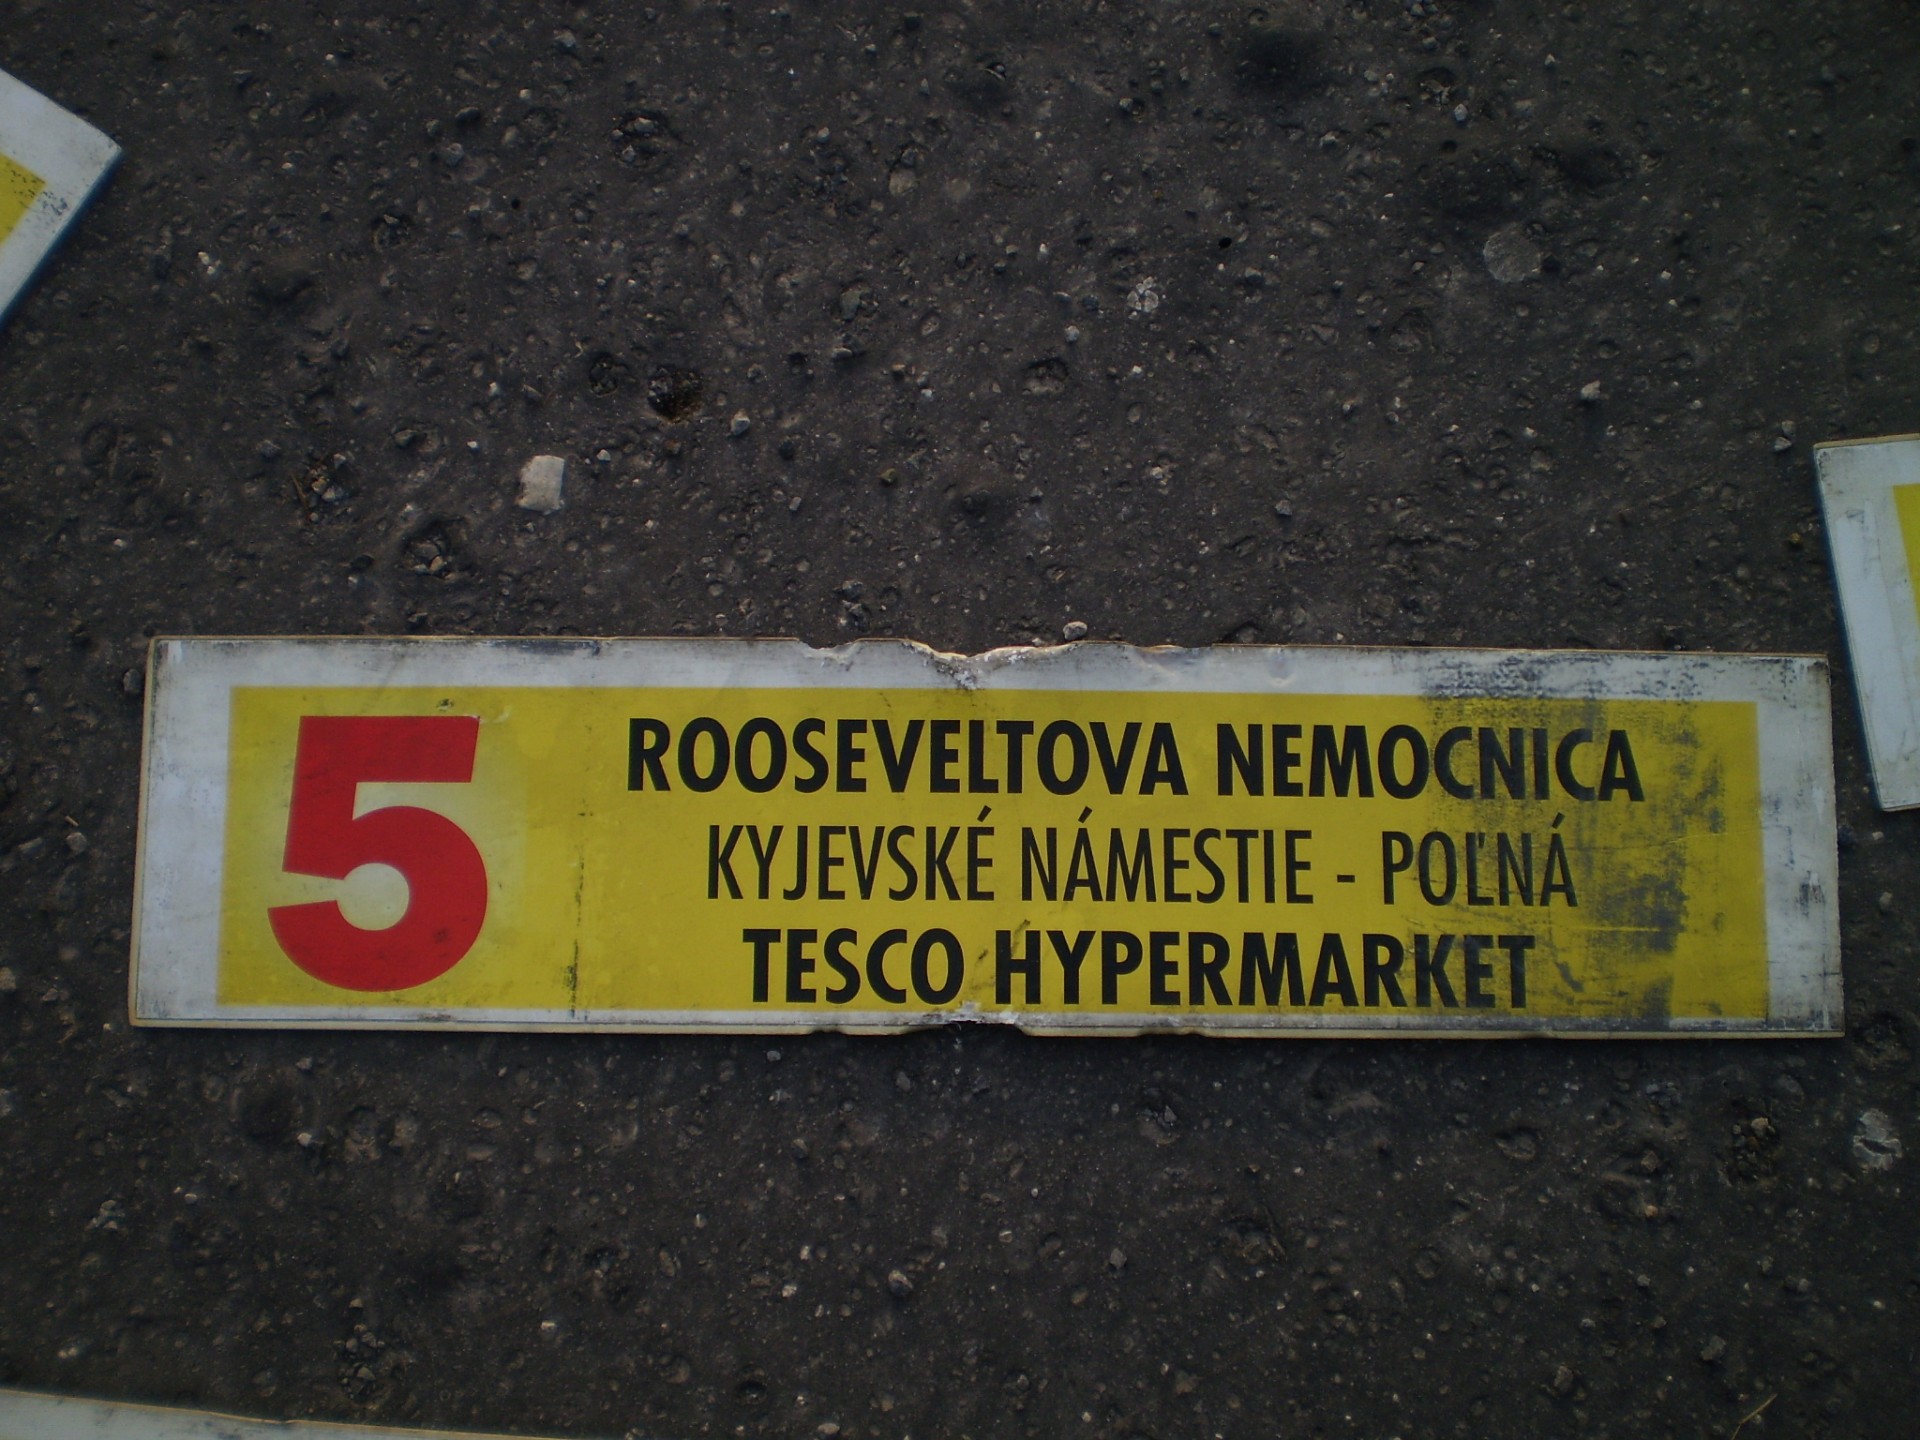 5
ROOSEVELTOVA NEMOCNICA
KYJEVSKÉ NÁMESTIE - POĽNÁ
TESCO HYPERMARKET